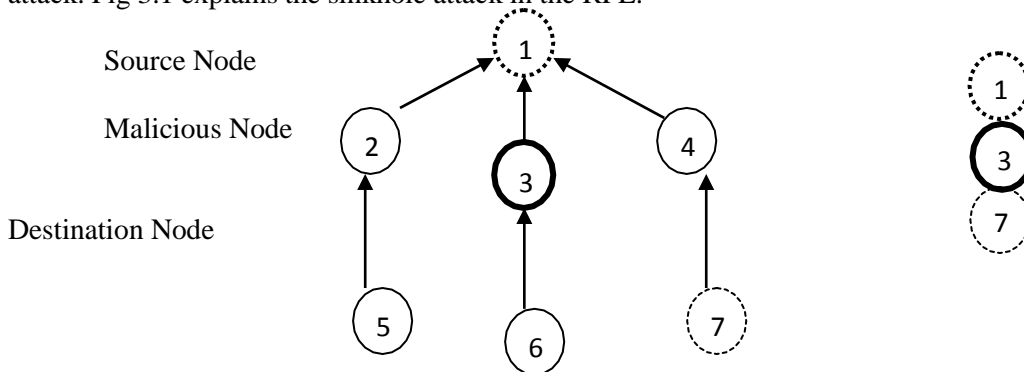 attack. Fig 3.1 explains the sinkhole attack in the RPL.
Source Node
1
1
Malicious Node
2
4
3
3
Destination Node
7
5
6
7